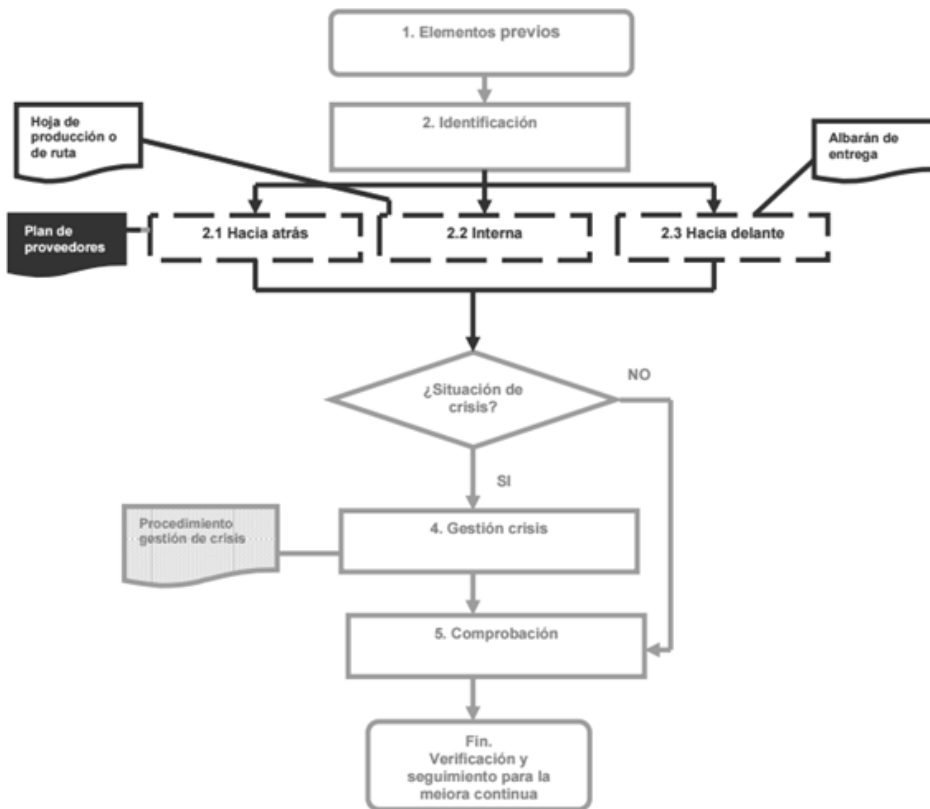 1. Elementos previos
2. Identificación
Hoja de
producción o
de ruta
Albarán de
entrega
Plan de
proveedores
2.1 Hacia atrás
2.2 Interna
2.3 Hacia delante
¿Situación de
crisis?
NO
SI
Procedimiento
gestión de crisis
4. Gestión crisis
5. Comprobación
Fin.
Verificación y
seguimiento para la
meiora continua